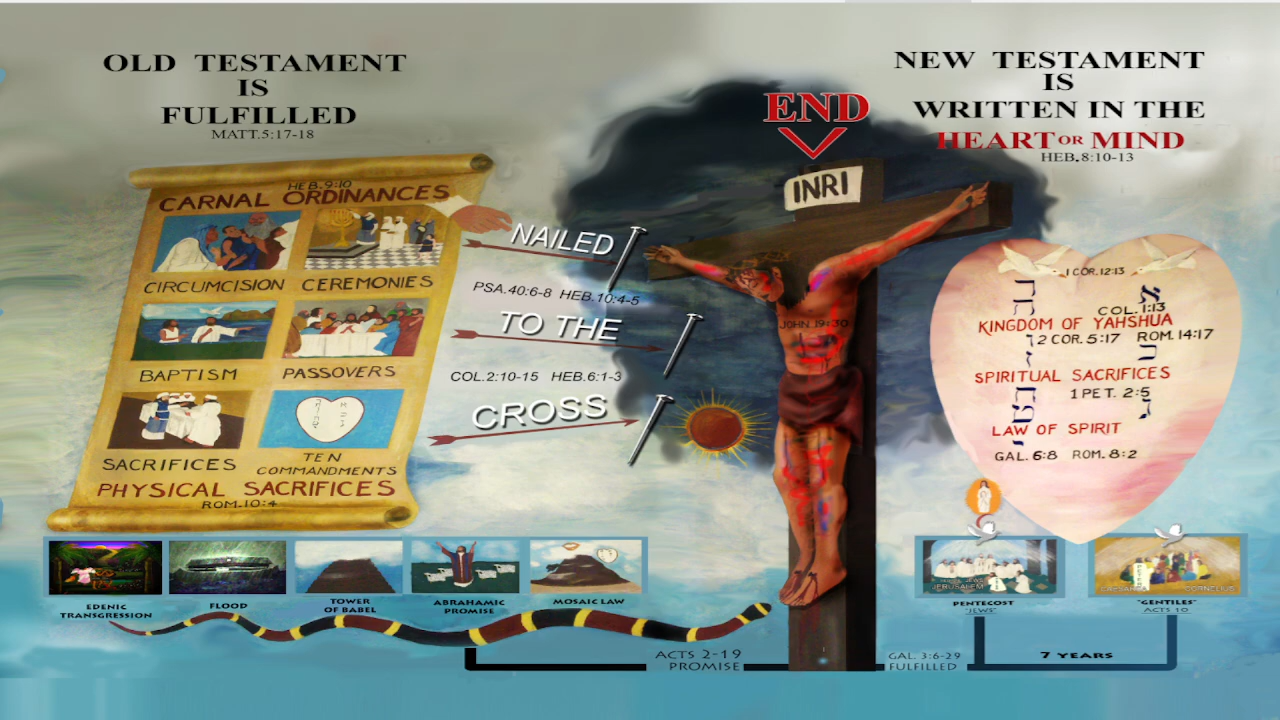 OLD TESTAMENT
IS
FULFILLED
MATT.5:17-18
HEB.9:10
CARNAL ORDINANCES
CIRCUMCISION CEREMONIES
BAPTISM PASSOVERS
SACRIFICES TEN
COMMANDMENTS
PHYSICAL SACRIFICES
ROM.10:4
NAILED
PSA.40:6-8 HEB.10:4-5
TO THE
COL.2:10-15 HEB.6:1-3
CROSS
END
INRI
JOHN 19:30
NEW TESTAMENT
IS
WRITTEN IN THE
HEART OR MIND
HEB.8:10-13
1 COR.12:13
COL.1:13
KINGDOM OF YAHSHUA
2 COR.5:17 ROM.14:17
SPIRITUAL SACRIFICES
1 PET. 2:5
LAW OF SPIRIT
GAL. 6:8 ROM. 8:2
EDENIC
TRANSGRESSION
FLOOD
TOWER
OF BABEL
ABRAHAMIC
PROMISE
MOSAIC LAW
JERUSALEM
PENTECOST
"JEWS"
PETER
CAESAREA CORNELIUS
"GENTILES"
ACTS 10
ACTS 2-19
PROMISE
GAL. 3:6-29
FULFILLED
7 YEARS